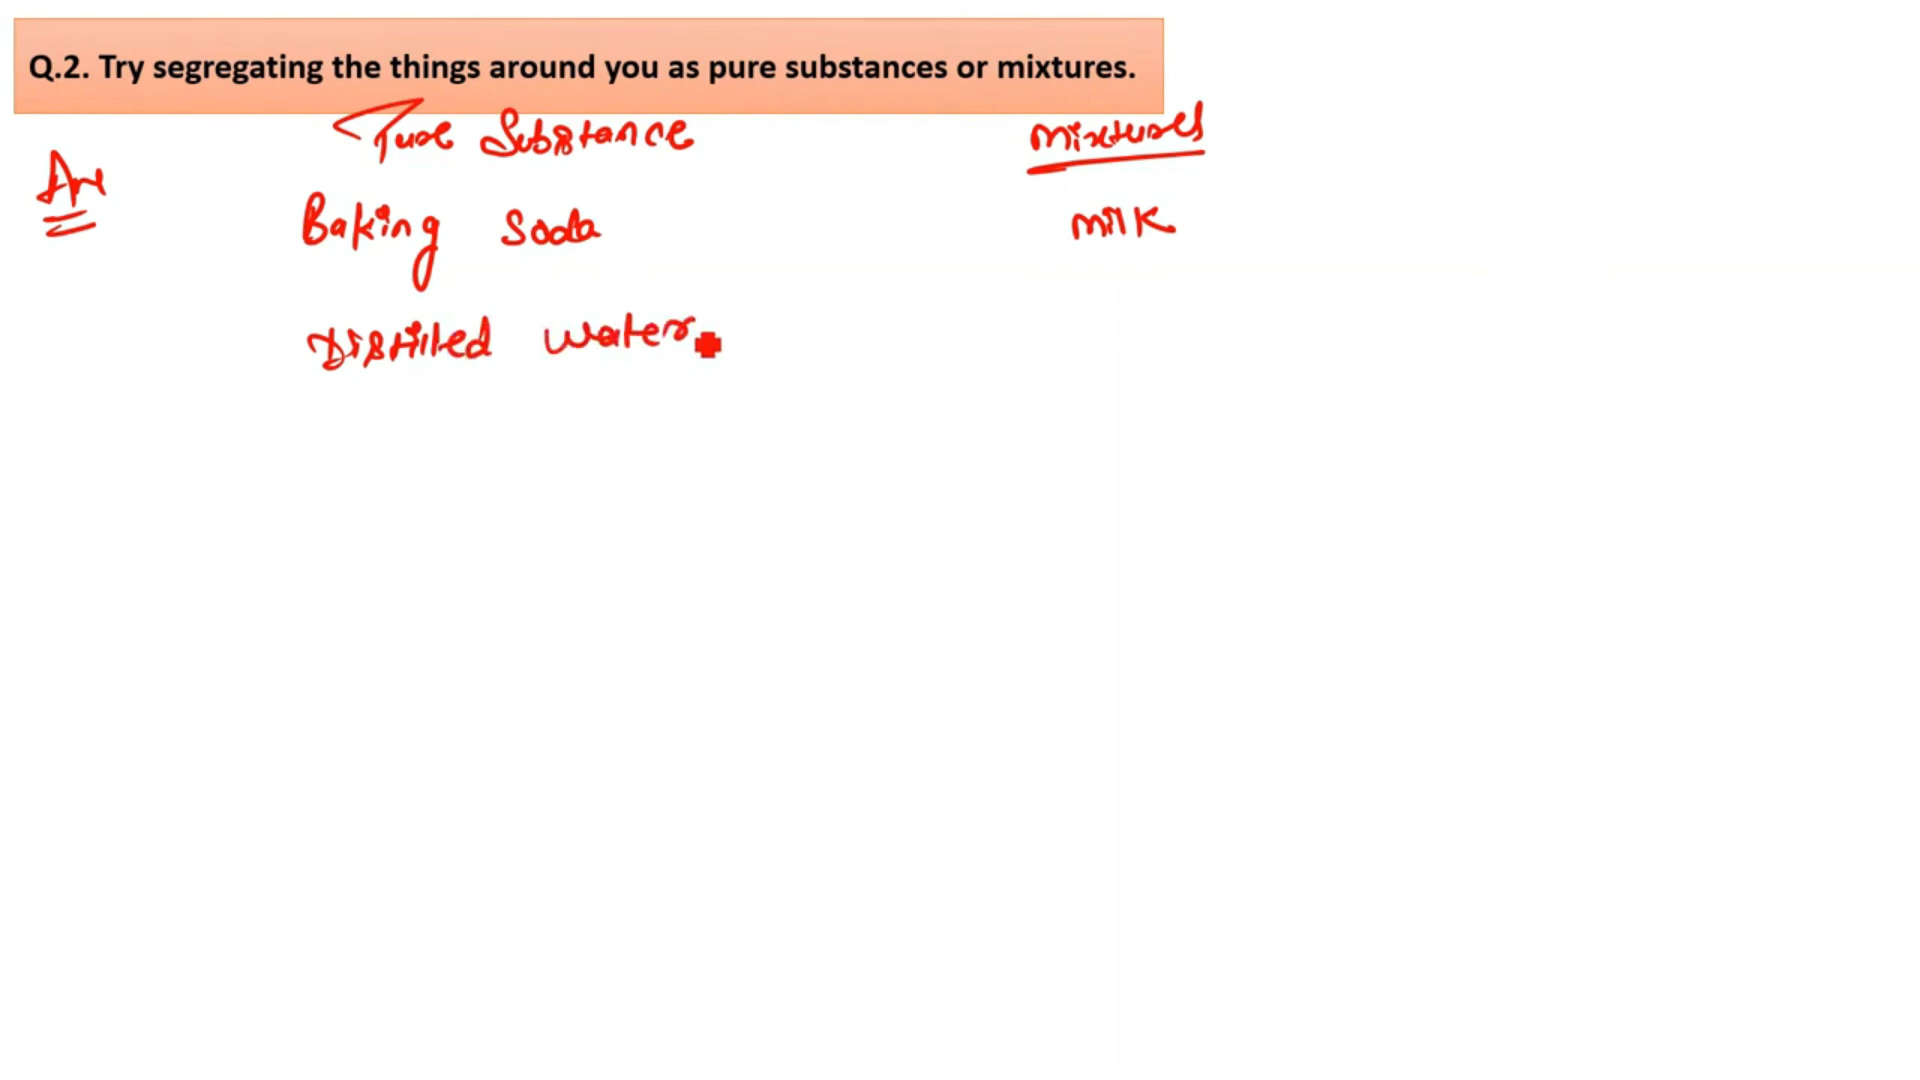 Q.2. Try segregating the things around you as pure substances or mixtures.
Pure Substance mixtures
Ans
Baking Soda milk
Distilled water